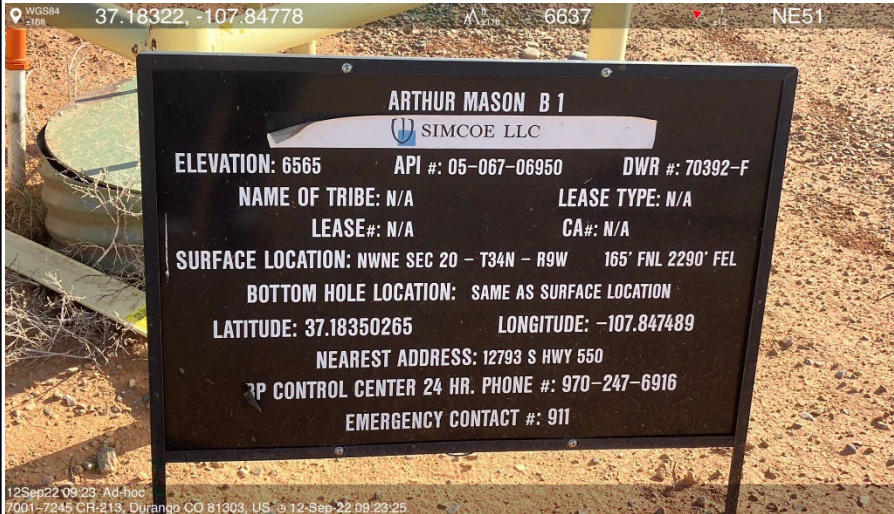 WGS84
±16ft
37.18322, -107.84778
ft
6637
±12
NE51
ARTHUR MASON B 1
SIMCOE LLC
ELEVATION: 6565 API #: 05-067-06950 DWR #: 70392-F
NAME OF TRIBE: N/A LEASE TYPE: N/A
LEASE#: N/A CA#: N/A
SURFACE LOCATION: NWNE SEC 20 - T34N - R9W 165' FNL 2290' FEL
BOTTOM HOLE LOCATION: SAME AS SURFACE LOCATION
LATITUDE: 37.18350265 LONGITUDE: -107.847489
NEAREST ADDRESS: 12793 S HWY 550
BP CONTROL CENTER 24 HR. PHONE #: 970-247-6916
EMERGENCY CONTACT #: 911
12Sep22 09:23 Ad-hoc
7001-7245 CR-213, Durango CO 81303, US 12-Sep-22 09:23:25